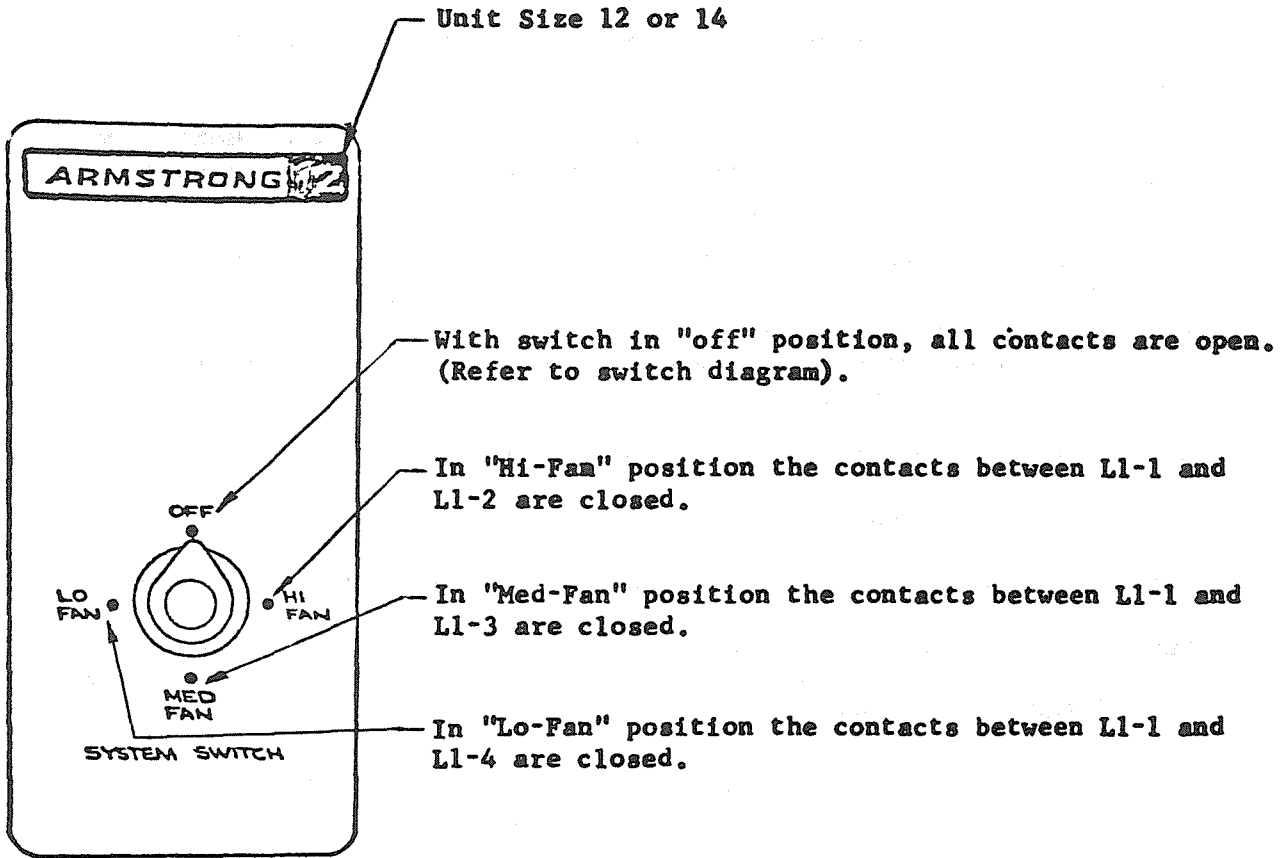 Unit Size 12 or 14
ARMSTRONG
With switch in "off" position, all contacts are open.
(Refer to switch diagram).
In "Hi-Fan" position the contacts between L1-1 and
L1-2 are closed.
OFF
LO
FAN
HI
FAN
In "Med-Fan" position the contacts between L1-1 and
L1-3 are closed.
MED
FAN
In "Lo-Fan" position the contacts between L1-1 and
L1-4 are closed.
SYSTEM SWITCH